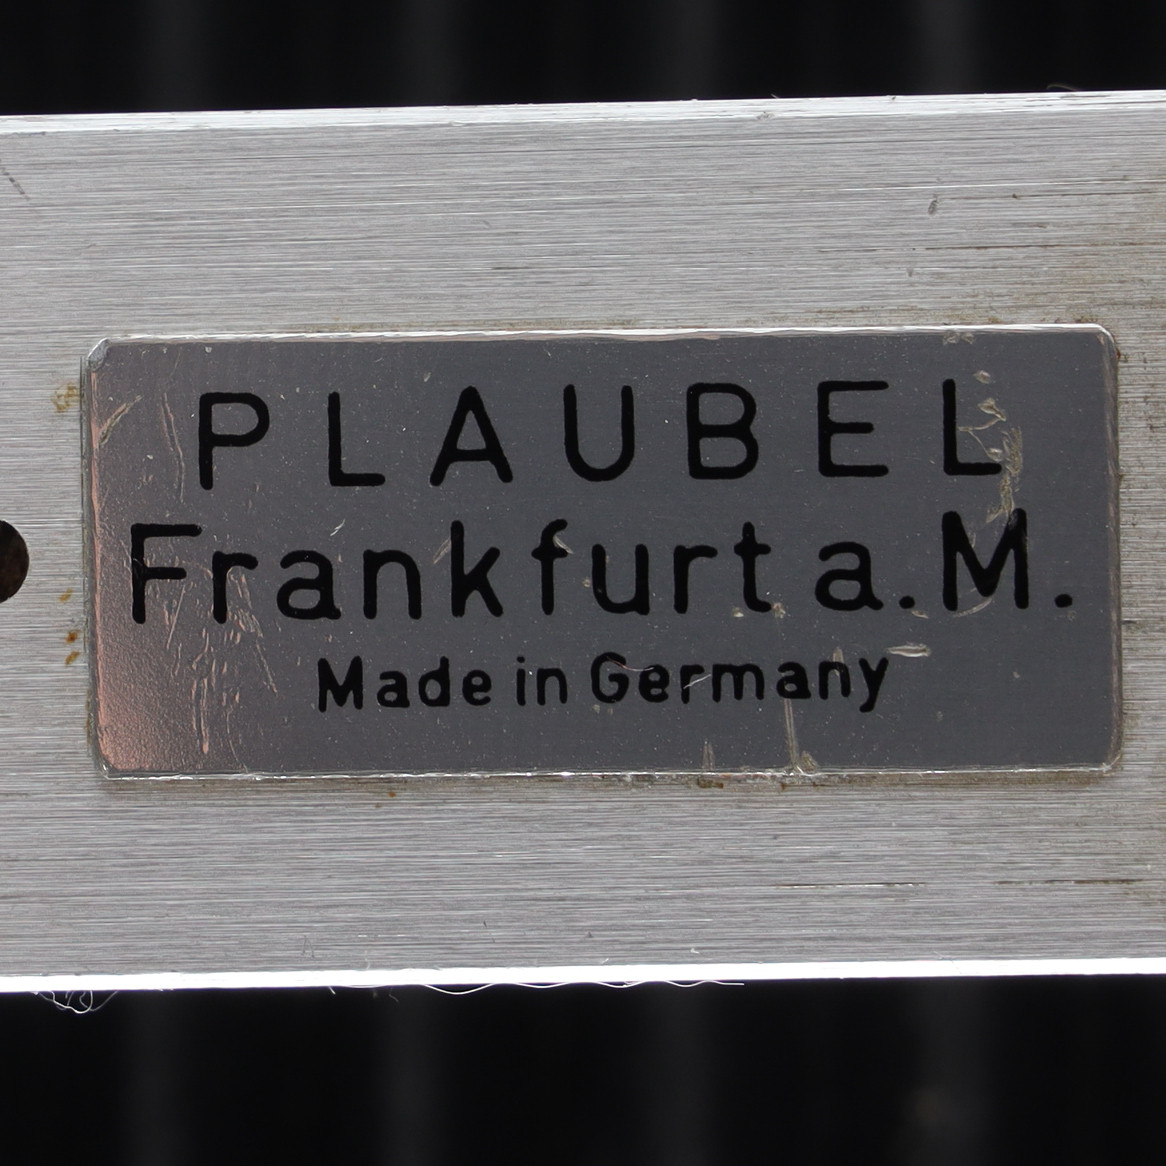 PLAUBEL
Frankfurt a.M.
Made in Germany